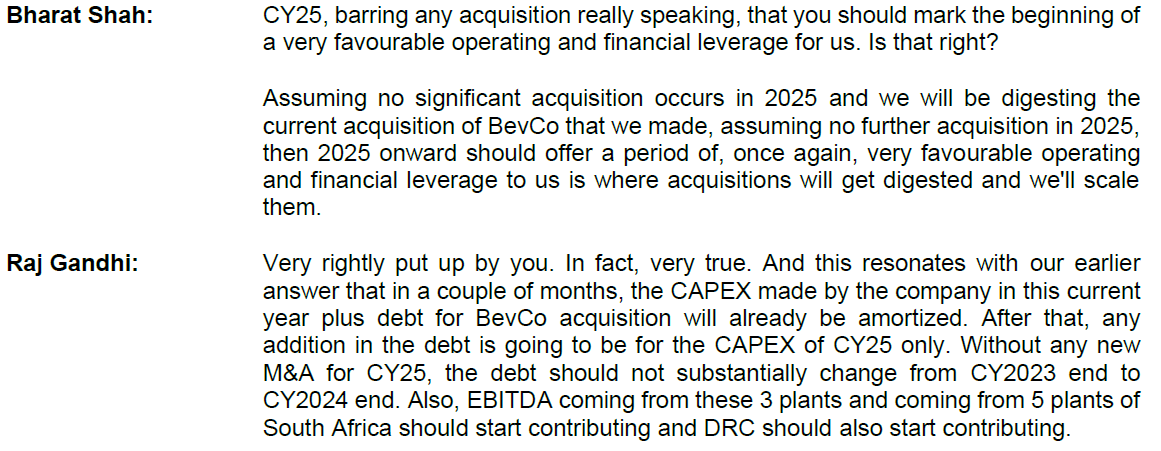 Bharat Shah: CY25, barring any acquisition really speaking, that you should mark the beginning of
a very favourable operating and financial leverage for us. Is that right?
Assuming no significant acquisition occurs in 2025 and we will be digesting the
current acquisition of BevCo that we made, assuming no further acquisition in 2025,
then 2025 onward should offer a period of, once again, very favourable operating
and financial leverage to us is where acquisitions will get digested and we'll scale
them.
Raj Gandhi: Very rightly put up by you. In fact, very true. And this resonates with our earlier
answer that in a couple of months, the CAPEX made by the company in this current
year plus debt for BevCo acquisition will already be amortized. After that, any
addition in the debt is going to be for the CAPEX of CY25 only. Without any new
M&A for CY25, the debt should not substantially change from CY2023 end to
CY2024 end. Also, EBITDA coming from these 3 plants and coming from 5 plants of
South Africa should start contributing and DRC should also start contributing.